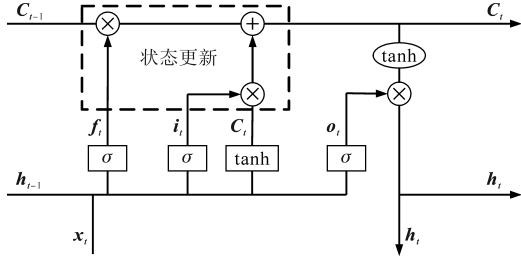 C_{t-1} C_t
× +
状态更新 tanh
× ×
f_t i_t C_t o_t
σ σ tanh σ
h_{t-1} h_t
x_t h_t